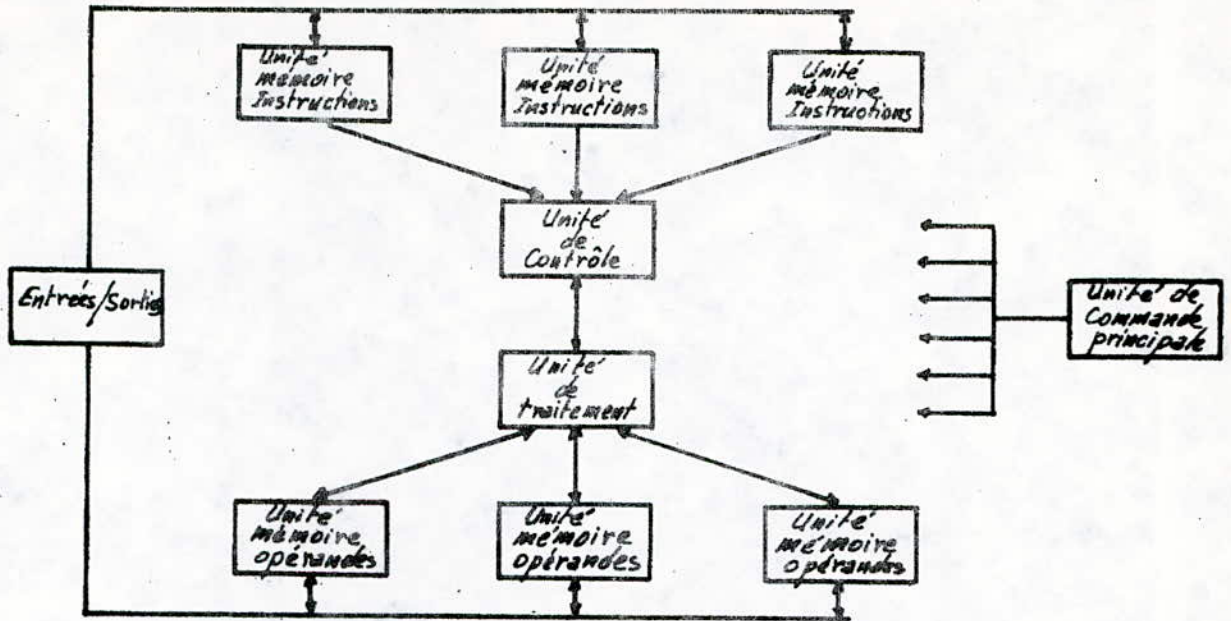 Unité
mémoire
Instructions
Unité
mémoire
Instructions
Unité
mémoire
Instructions
Unité
de
Contrôle
Entrées/Sorties
Unité de
Commande
principale
Unité
de
traitement
Unité
mémoire
opérandes
Unité
mémoire
opérandes
Unité
mémoire
opérandes